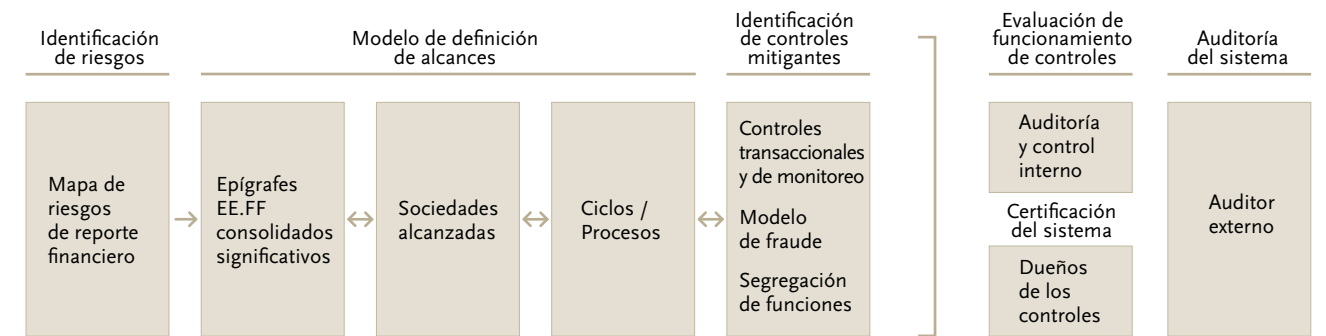 Identificación
de riesgos
Modelo de definición
de alcances
Identificación
de controles
mitigantes
Evaluación de
funcionamiento
de controles
Auditoría
del sistema
Mapa de
riesgos
de reporte
financiero
Epígrafes
EE.FF
consolidados
significativos
Sociedades
alcanzadas
Ciclos /
Procesos
Controles
transaccionales
y de monitoreo
Modelo
de fraude
Segregación
de funciones
Auditoría
y control
interno
Certificación
del sistema
Dueños
de los
controles
Auditor
externo